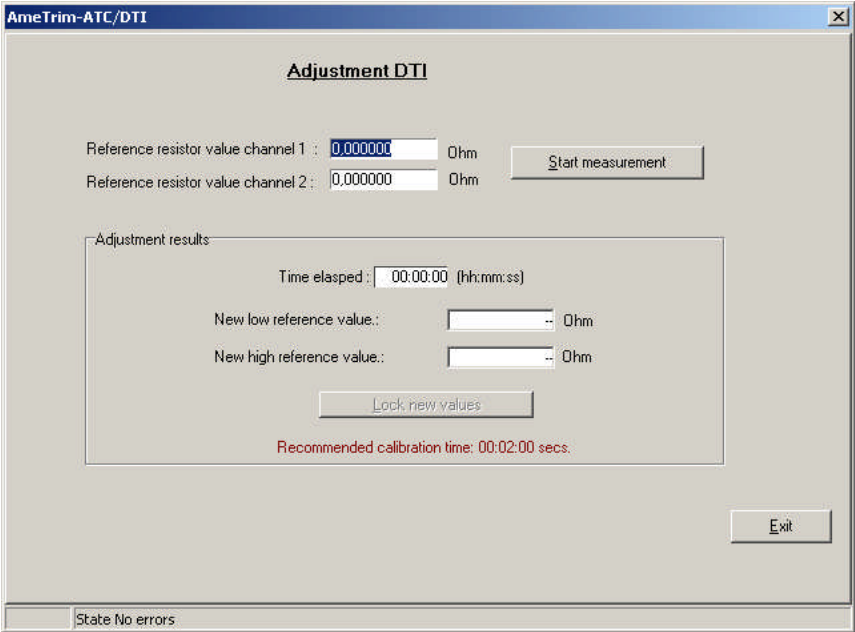 AmeTrim-ATC/DTI
Adjustment DTI
Reference resistor value channel 1 : 0,000000 Ohm
Start measurement
Reference resistor value channel 2 : 0,000000 Ohm
Adjustment results
Time elasped : 00:00:00 (hh:mm:ss)
New low reference value.: -- Ohm
New high reference value.: -- Ohm
Lock new values
Recommended calibration time: 00:02:00 secs.
Exit
State No errors